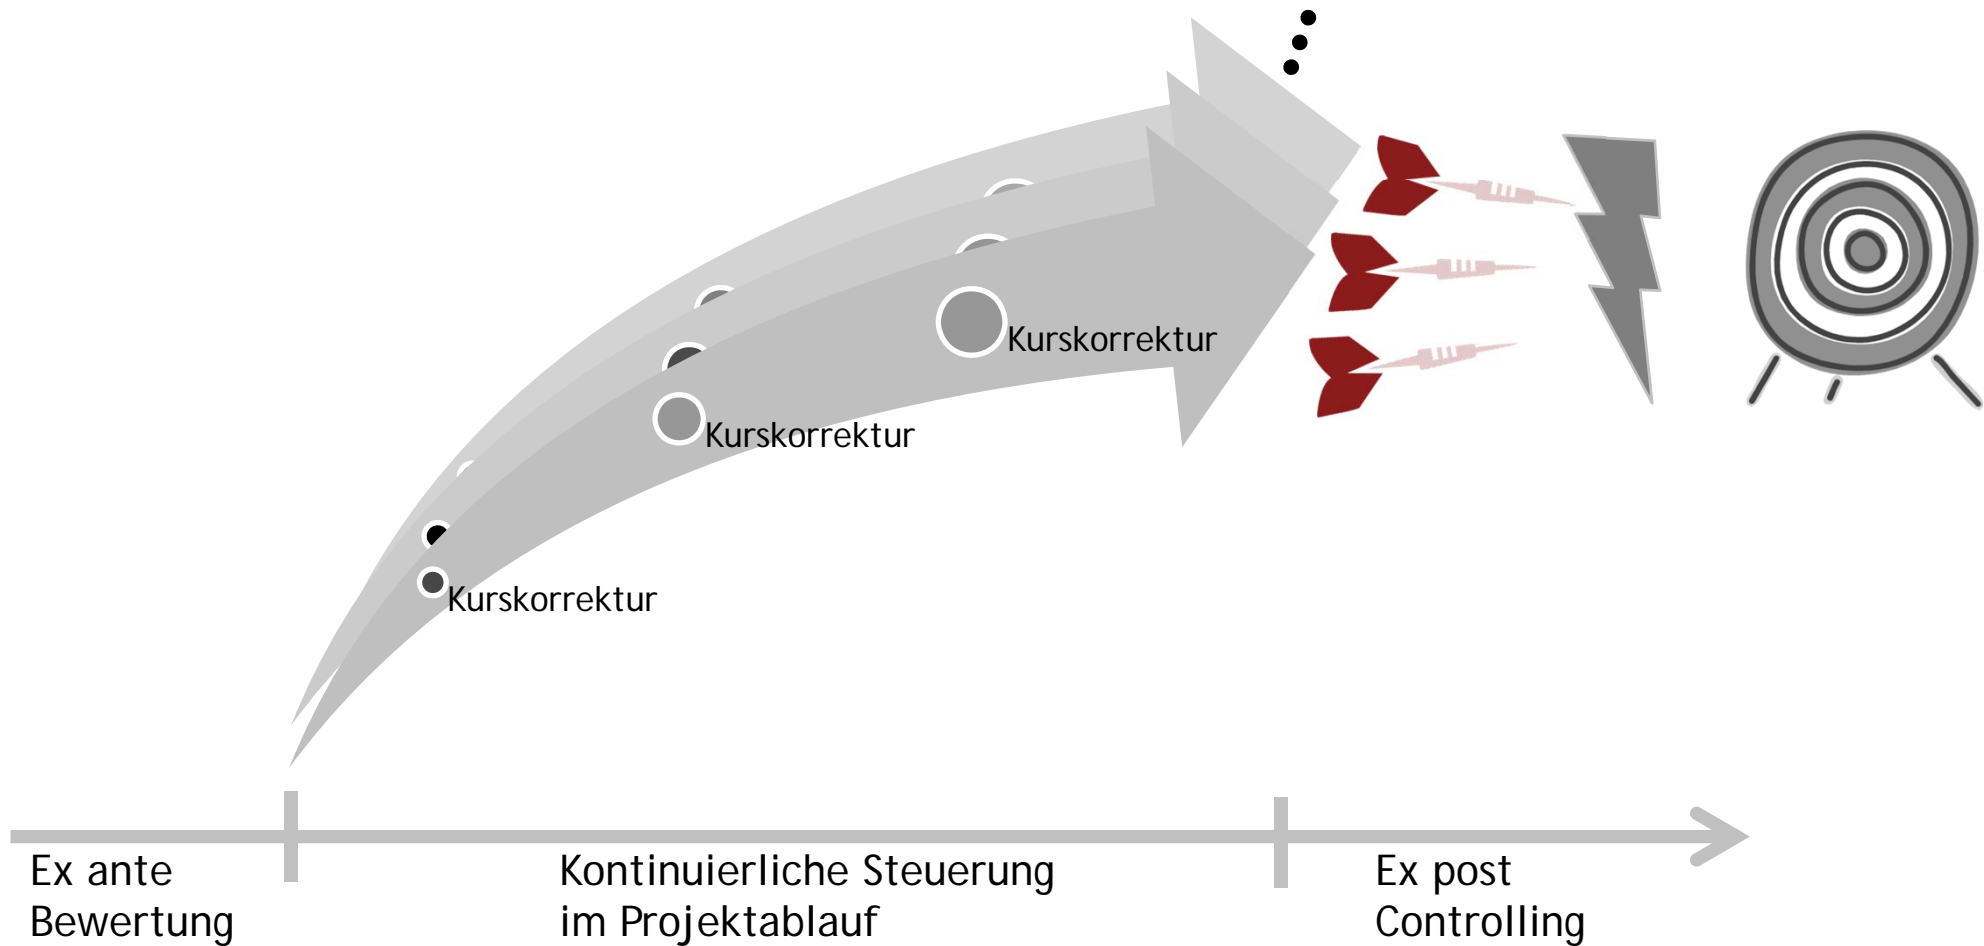 Kurskorrektur
Kurskorrektur
Kurskorrektur
Ex ante
Bewertung
Kontinuierliche Steuerung
im Projektablauf
Ex post
Controlling